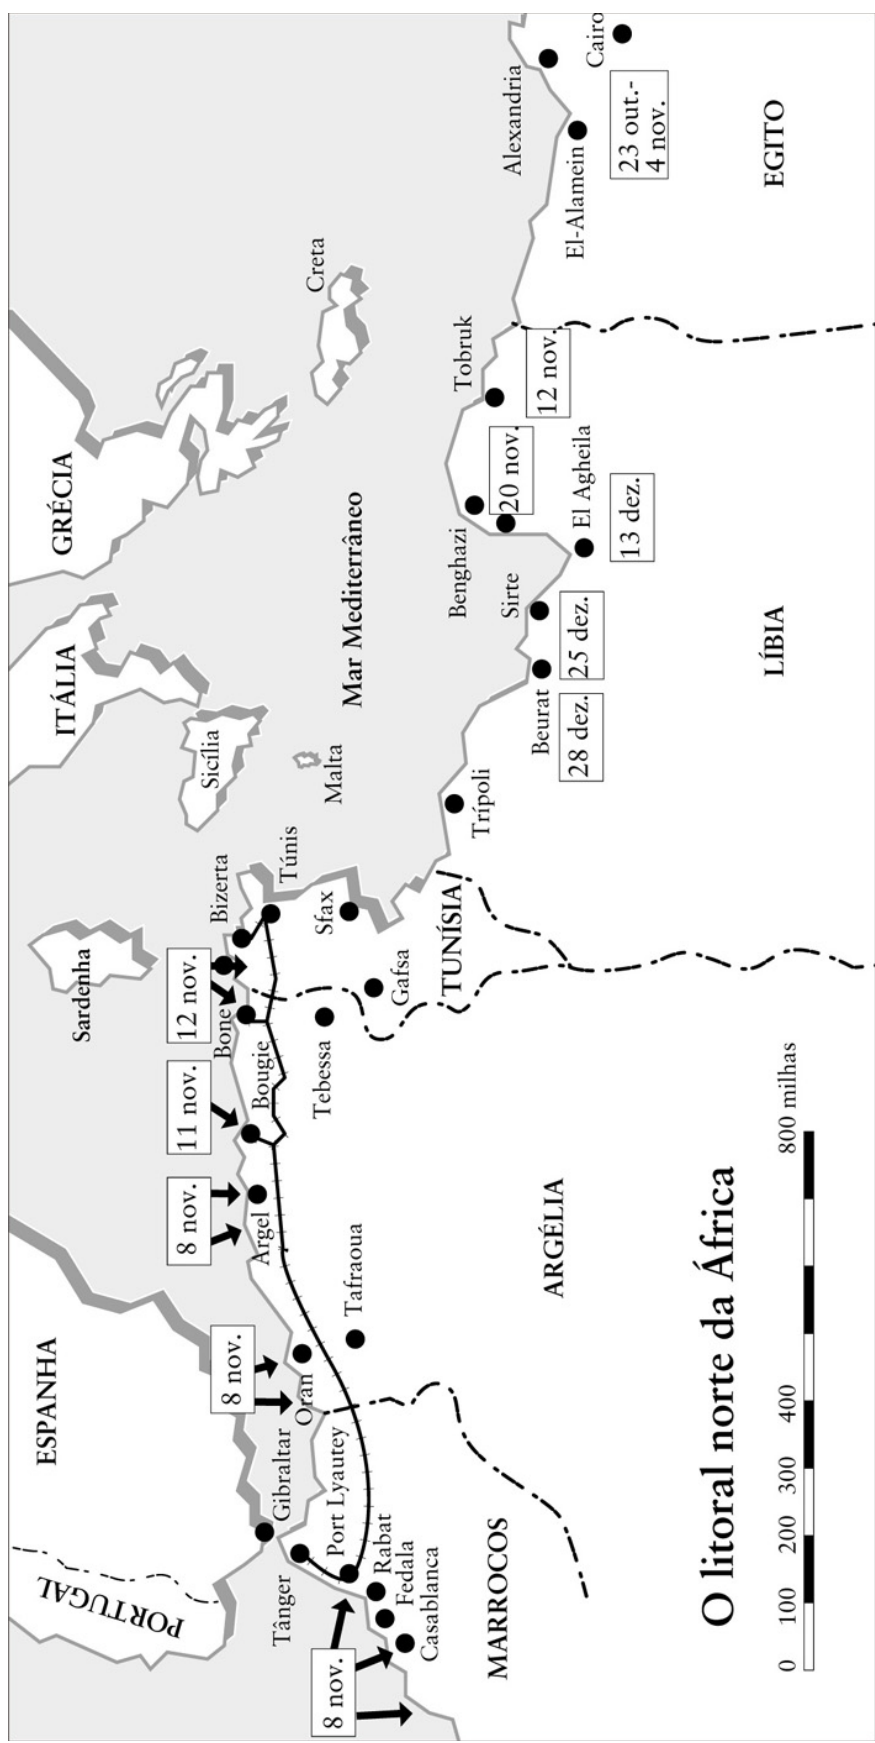 PORTUGAL
ESPANHA
Gibraltar
Sardenha
ITÁLIA
Sicília
Malta
GRÉCIA
Creta
Mar Mediterrâneo
8 nov.
8 nov.
8 nov.
11 nov.
12 nov.
Tânger
Port Lyautey
Rabat
Fedala
Casablanca
MARROCOS
Oran
Tafraoua
Argel
Bougie
Bone
Tebessa
ARGÉLIA
Bizerta
Túnis
Sfax
Gafsa
TUNÍSIA
Trípoli
Beurat
28 dez.
Sirte
25 dez.
El Agheila
13 dez.
Benghazi
20 nov.
Tobruk
12 nov.
LÍBIA
El-Alamein
23 out.-
4 nov.
Alexandria
Cairo
EGITO
O litoral norte da África
0 100 200 300 400 800 milhas